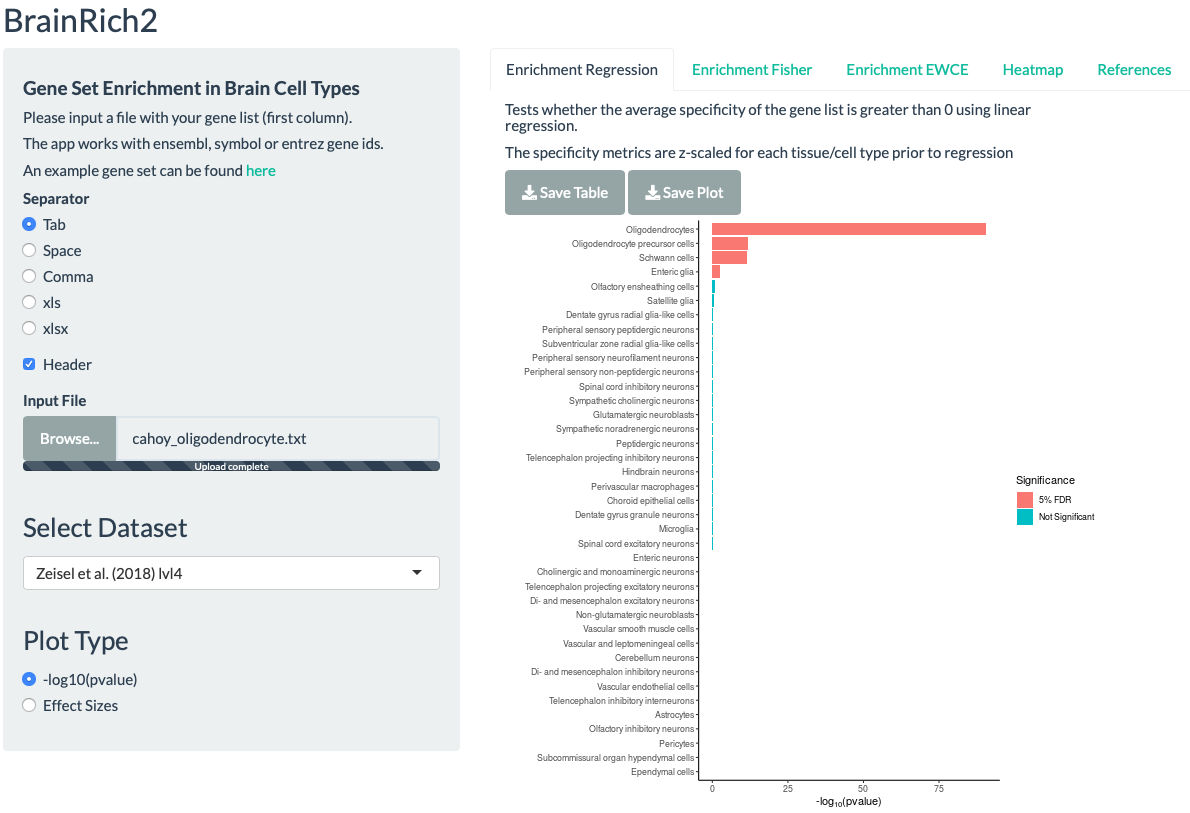 BrainRich2
Gene Set Enrichment in Brain Cell Types
Please input a file with your gene list (first column).
The app works with ensembl, symbol or entrez gene ids.
An example gene set can be found here
Separator
Tab
Space
Comma
xls
xlsx
Header
Input File
Browse...
cahoy_oligodendrocyte.txt
Upload complete
Select Dataset
Zeisel et al. (2018) lvl4
Plot Type
-log10(pvalue)
Effect Sizes
Enrichment Regression
Enrichment Fisher
Enrichment EWCE
Heatmap
References
Tests whether the average specificity of the gene list is greater than 0 using linear
regression.
The specificity metrics are z-scaled for each tissue/cell type prior to regression
Save Table
Save Plot
Oligodendrocytes
Oligodendrocyte precursor cells
Schwann cells
Enteric glia
Olfactory ensheathing cells
Satellite glia
Dentate gyrus radial glia-like cells
Peripheral sensory peptidergic neurons
Subventricular zone radial glia-like cells
Peripheral sensory neurofilament neurons
Peripheral sensory non-peptidergic neurons
Spinal cord inhibitory neurons
Sympathetic cholinergic neurons
Glutamatergic neuroblasts
Sympathetic noradrenergic neurons
Peptidergic neurons
Telencephalon projecting inhibitory neurons
Hindbrain neurons
Perivascular macrophages
Choroid epithelial cells
Dentate gyrus granule neurons
Microglia
Spinal cord excitatory neurons
Enteric neurons
Cholinergic and monoaminergic neurons
Telencephalon projecting excitatory neurons
Di- and mesencephalon excitatory neurons
Non-glutamatergic neuroblasts
Vascular smooth muscle cells
Vascular and leptomeningeal cells
Cerebellum neurons
Di- and mesencephalon inhibitory neurons
Vascular endothelial cells
Telencephalon inhibitory interneurons
Astrocytes
Olfactory inhibitory neurons
Pericytes
Subcommissural organ hypendymal cells
Ependymal cells
0 25 50 75
-log10(pvalue)
Significance
5% FDR
Not Significant